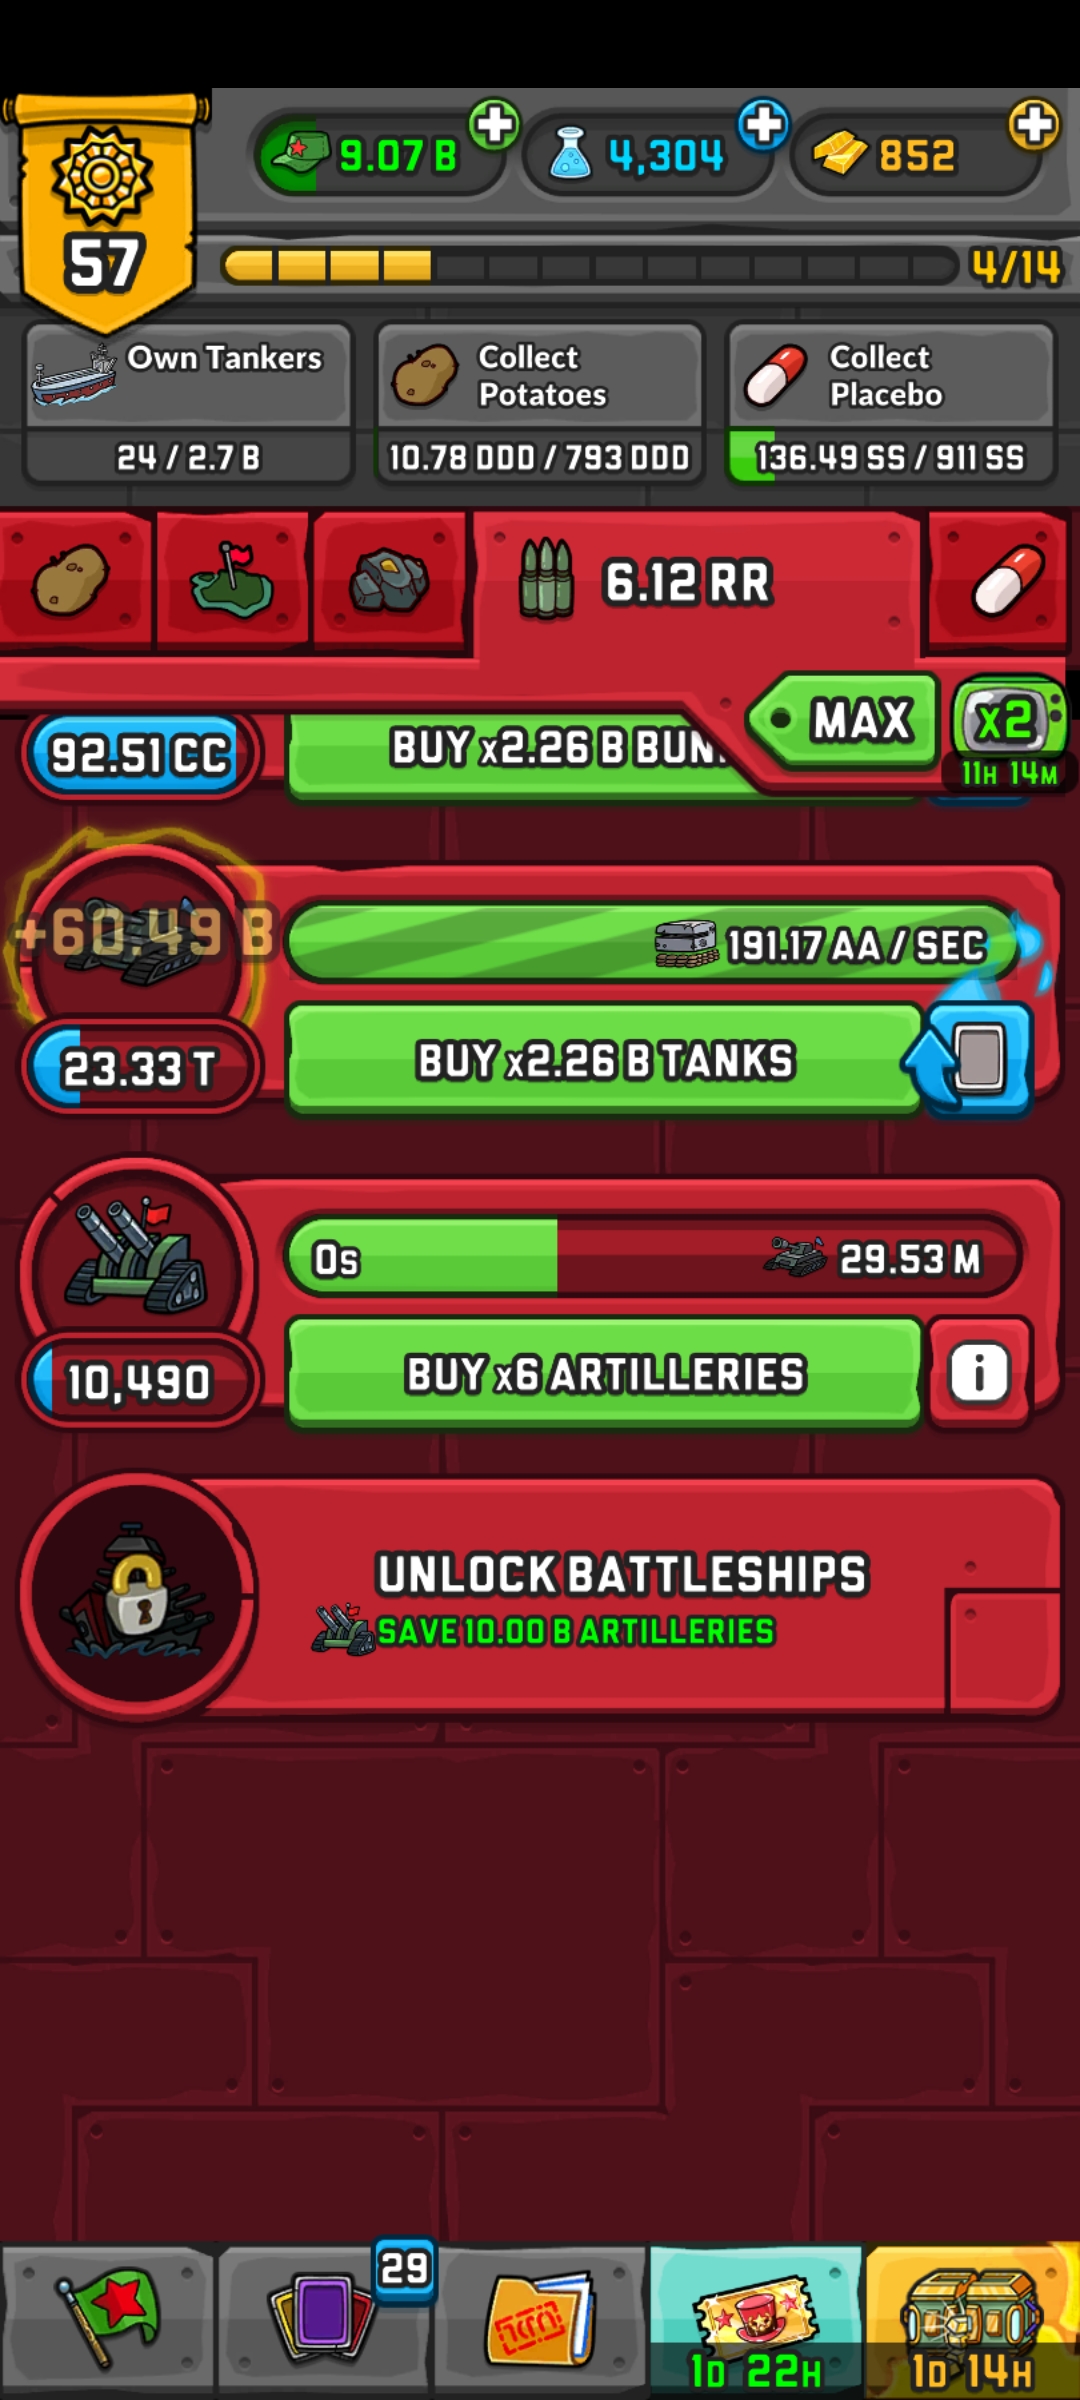 57
9.07 B
4,304
852
4/14
Own Tankers
24 / 2.7 B
Collect
Potatoes
10.78 DDD / 793 DDD
Collect
Placebo
136.49 SS / 911 SS
6.12 RR
MAX
x2
11H 14M
92.51 CC
BUY x2.26 B BUN
+60.49 B
191.17 AA / SEC
23.33 T
BUY x2.26 B TANKS
0s
29.53 M
10,490
BUY x6 ARTILLERIES
i
UNLOCK BATTLESHIPS
SAVE 10.00 B ARTILLERIES
29
1D 22H
1D 14H